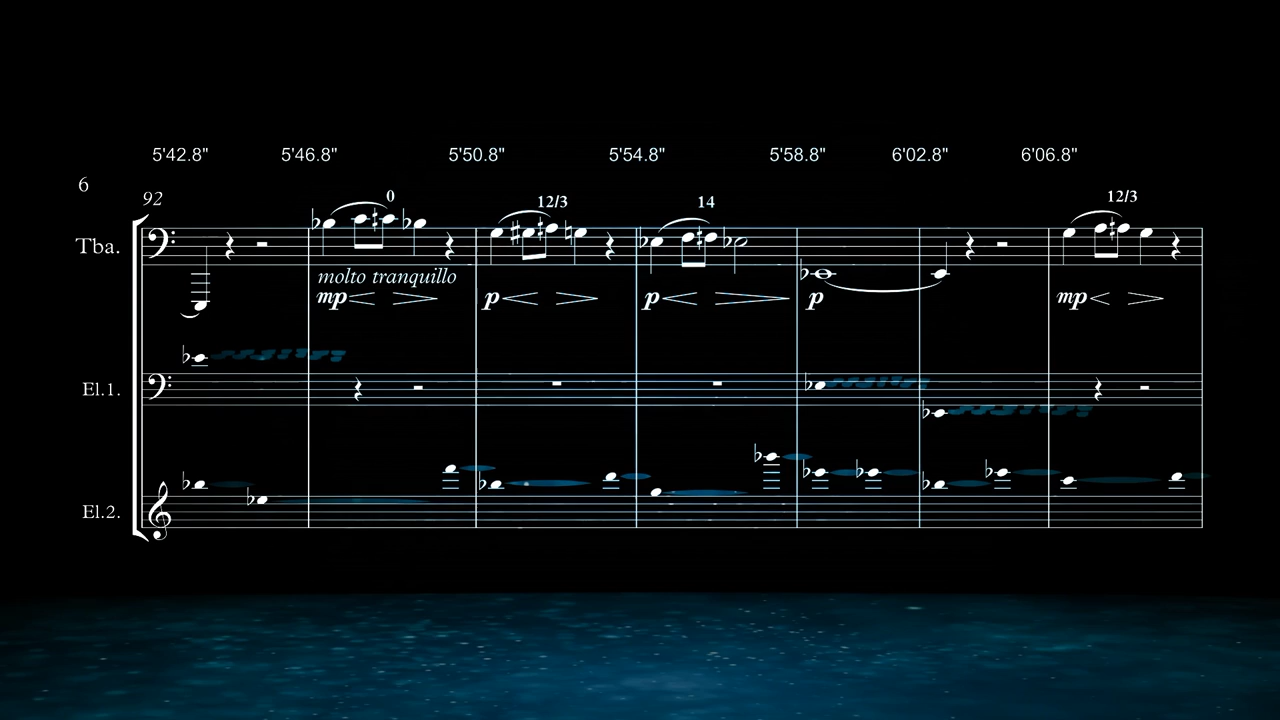 5'42.8" 5'46.8" 5'50.8" 5'54.8" 5'58.8" 6'02.8" 6'06.8"
6
92 0 12/3 14 12/3
Tba.
molto tranquillo
mp p p p mp
El.1.
El.2.